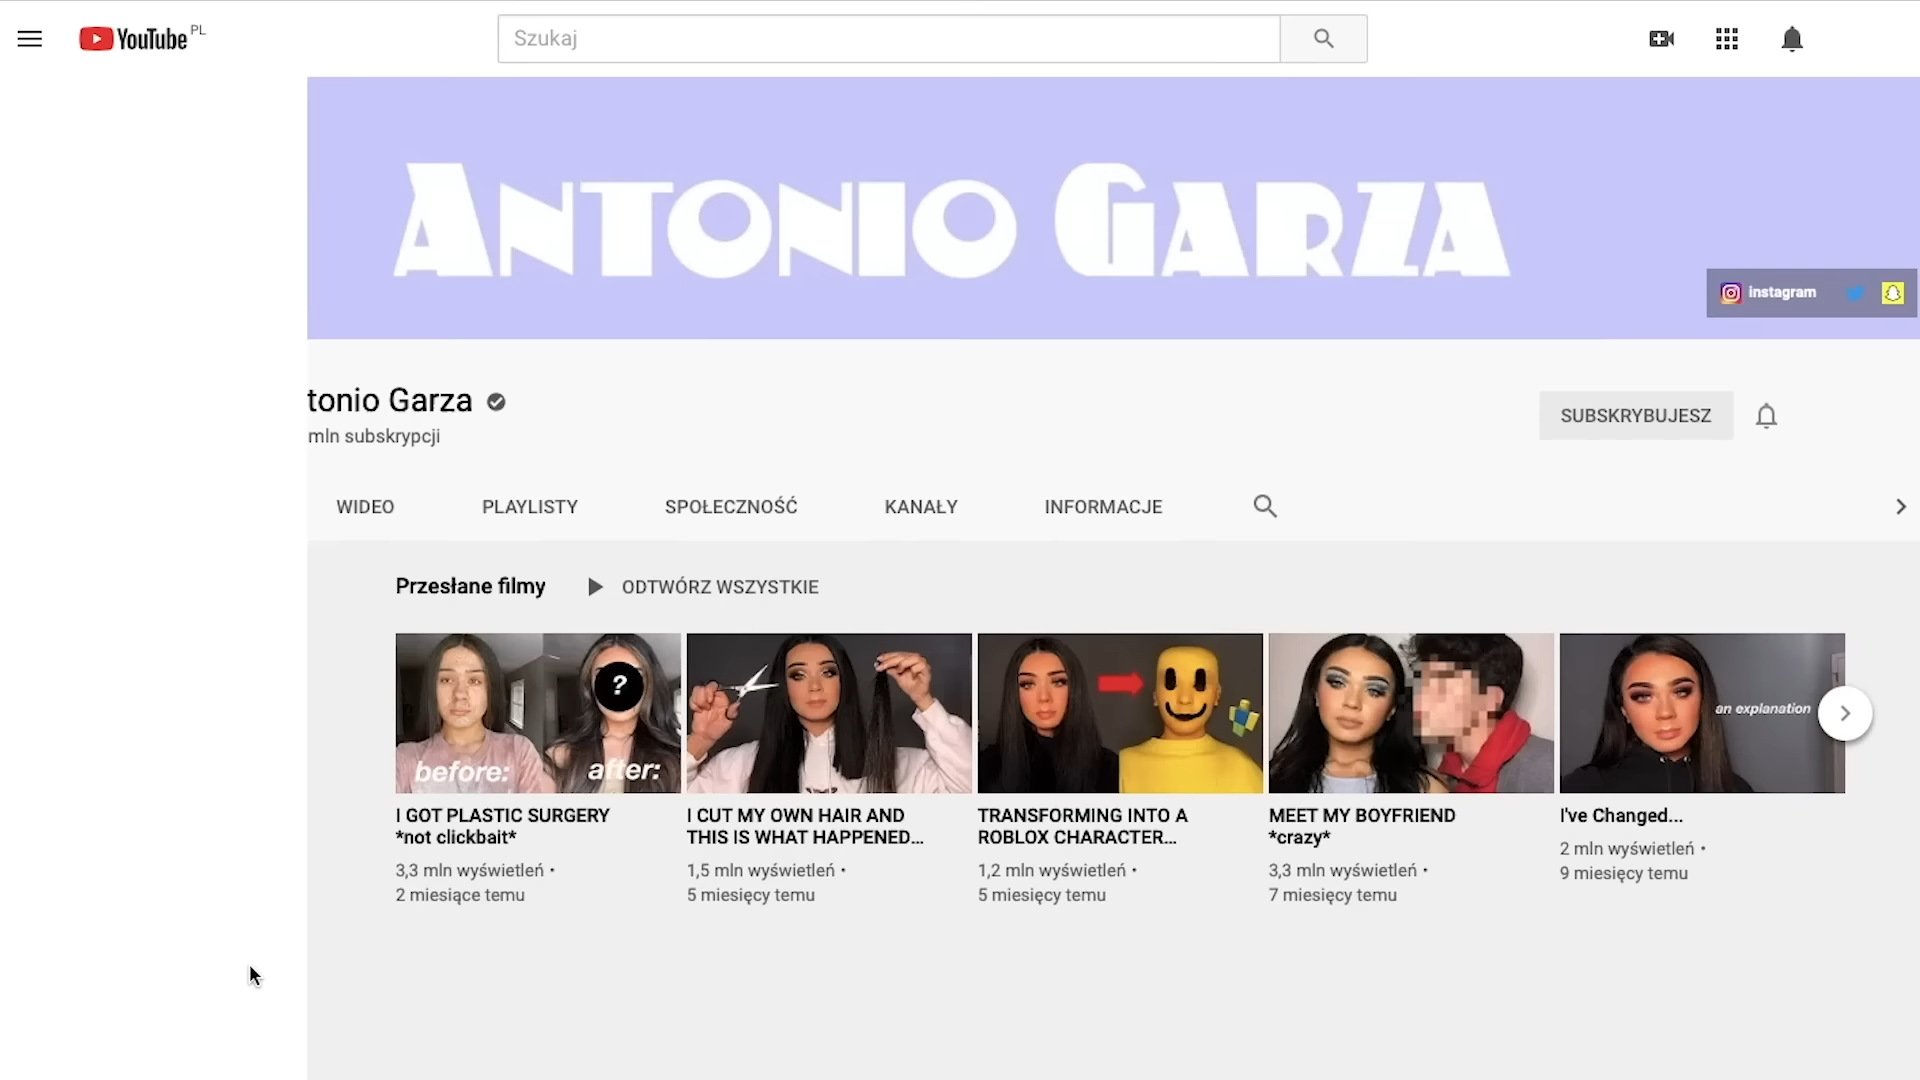 YouTube PL
Szukaj
ANTONIO GARZA
instagram
tonio Garza
mln subskrypcji
SUBSKRYBUJESZ
WIDEO
PLAYLISTY
SPOŁECZNOŚĆ
KANAŁY
INFORMACJE
Przesłane filmy
ODTWÓRZ WSZYSTKIE
?
before:
after:
an explanation
I GOT PLASTIC SURGERY
*not clickbait*
3,3 mln wyświetleń •
2 miesiące temu
I CUT MY OWN HAIR AND
THIS IS WHAT HAPPENED...
1,5 mln wyświetleń •
5 miesięcy temu
TRANSFORMING INTO A
ROBLOX CHARACTER...
1,2 mln wyświetleń •
5 miesięcy temu
MEET MY BOYFRIEND
*crazy*
3,3 mln wyświetleń •
7 miesięcy temu
I've Changed...
2 mln wyświetleń •
9 miesięcy temu